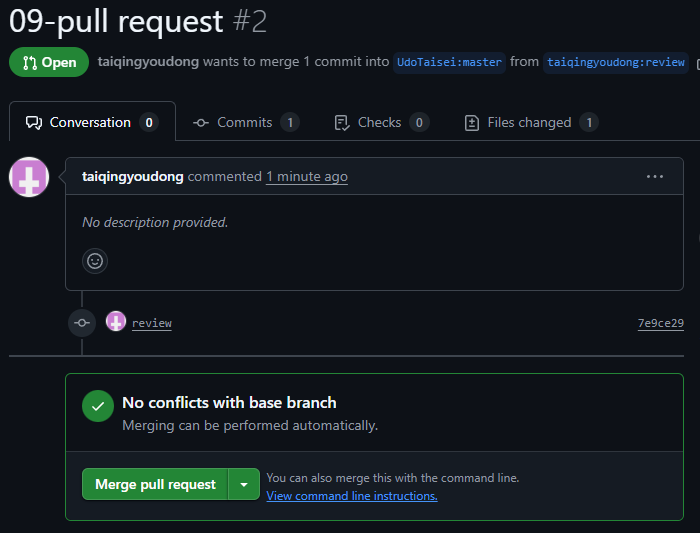 09-pull request #2
Open taiqingyoudong wants to merge 1 commit into UdoTaisei:master from taiqingyoudong:review
Conversation 0 Commits 1 Checks 0 Files changed 1
taiqingyoudong commented 1 minute ago
No description provided.
review 7e9ce29
No conflicts with base branch
Merging can be performed automatically.
Merge pull request
You can also merge this with the command line.
View command line instructions.